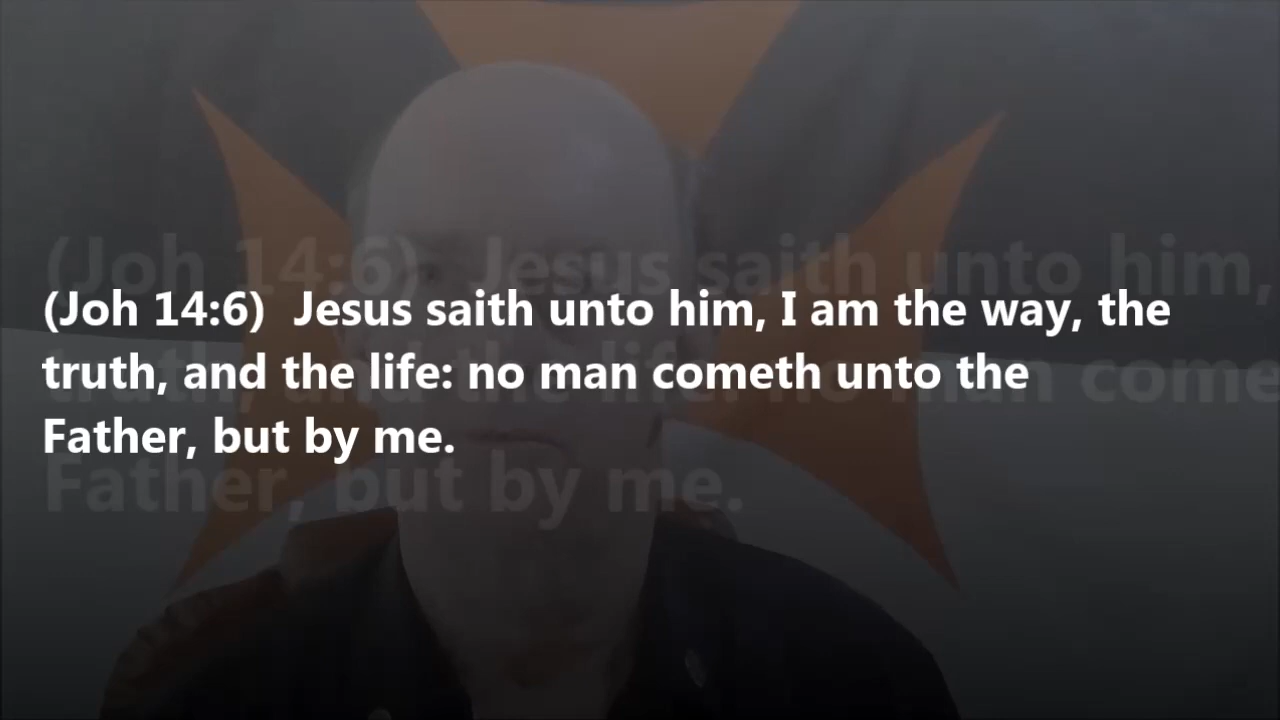 (Joh 14:6)  Jesus saith unto him, I am the way, the
truth, and the life: no man cometh unto the
Father, but by me.